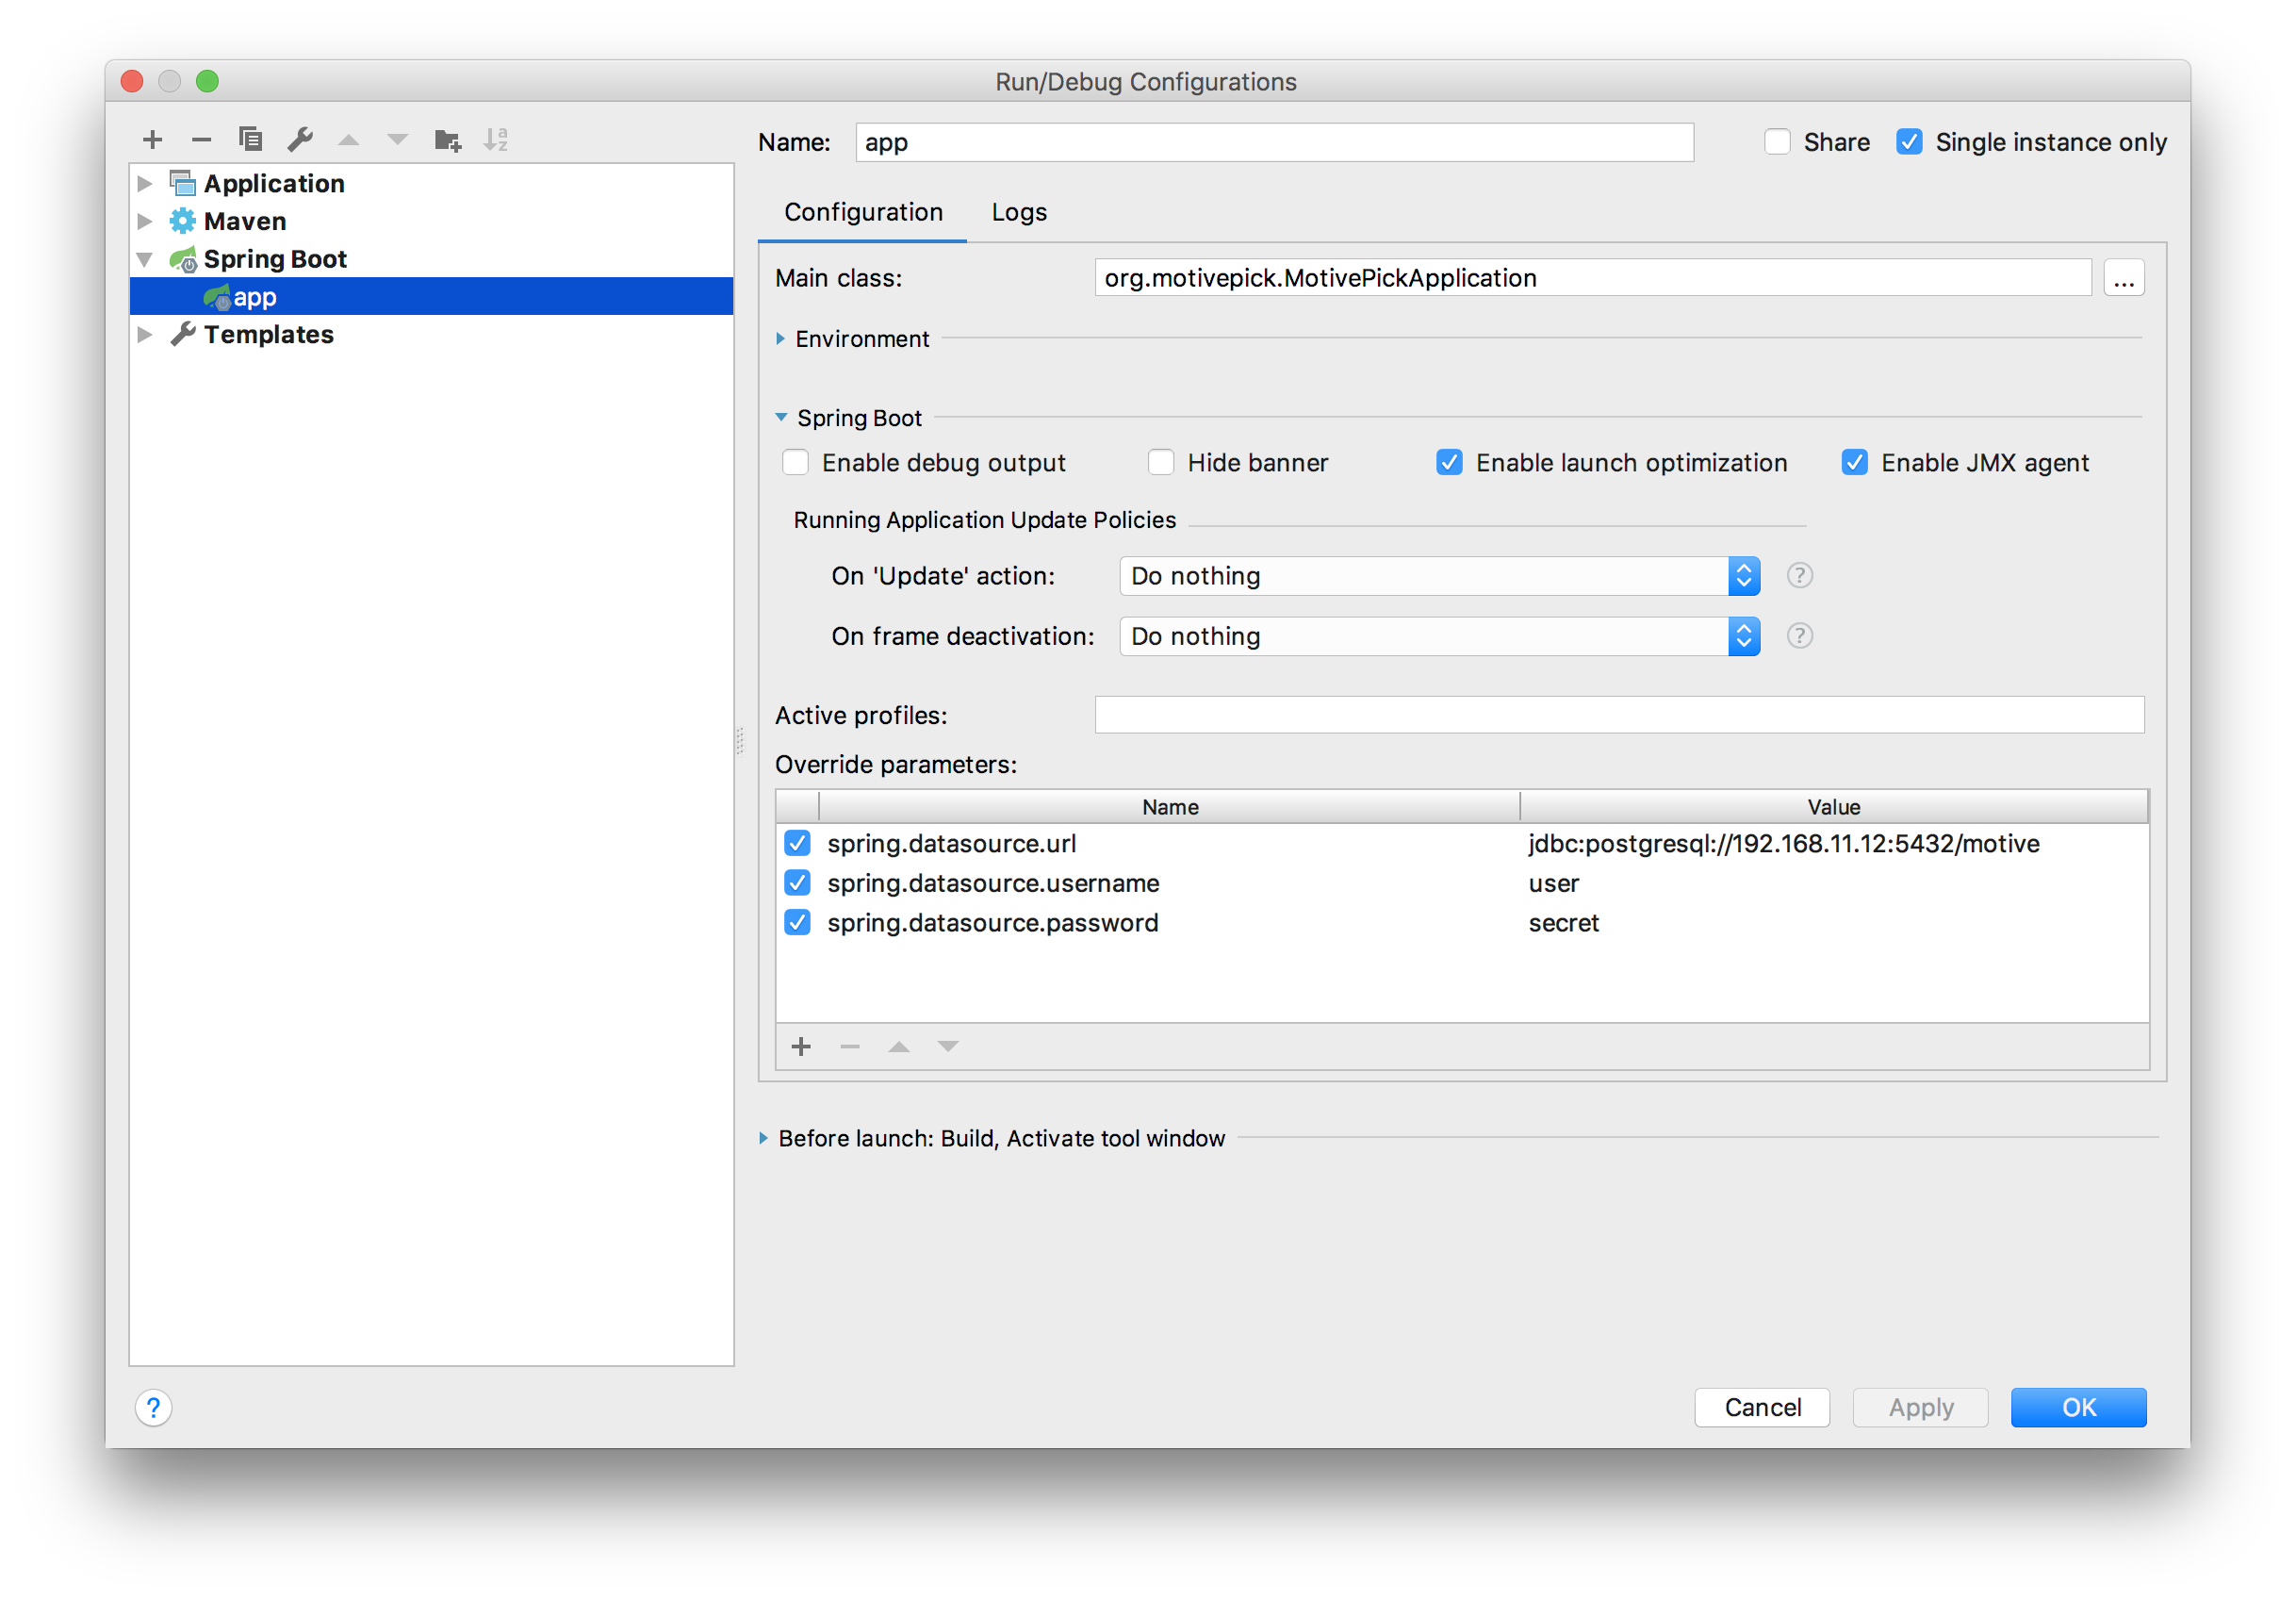 Run/Debug Configurations
Name: app Share Single instance only
Application
Maven
Spring Boot
app
Templates
Configuration Logs
Main class: org.motivepick.MotivePickApplication ...
Environment
Spring Boot
Enable debug output Hide banner Enable launch optimization Enable JMX agent
Running Application Update Policies
On 'Update' action: Do nothing ?
On frame deactivation: Do nothing ?
Active profiles:
Override parameters:
Name Value
spring.datasource.url jdbc:postgresql://192.168.11.12:5432/motive
spring.datasource.username user
spring.datasource.password secret
Before launch: Build, Activate tool window
? Cancel Apply OK